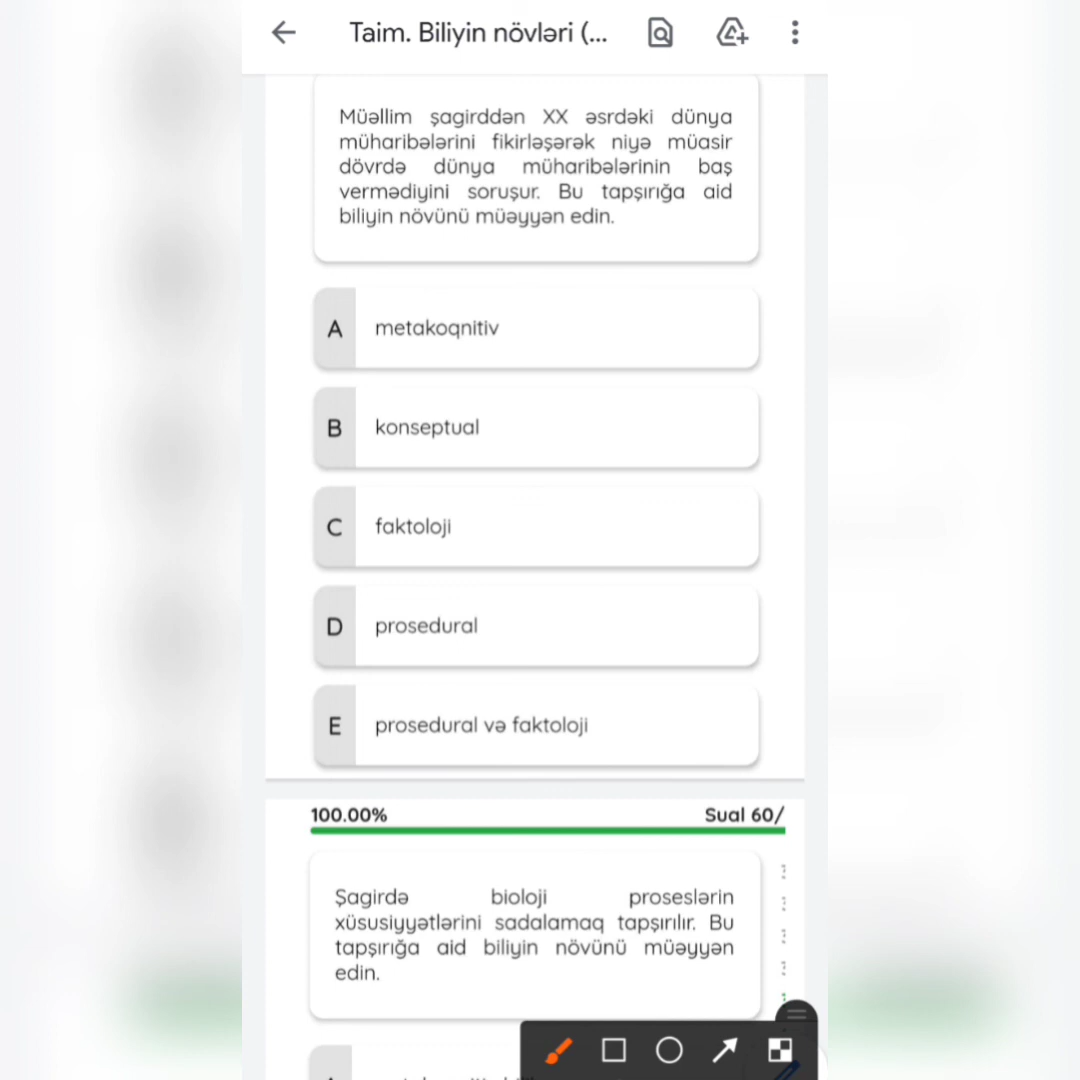 Taim. Biliyin növləri (...
Müəllim şagirddən XX əsrdəki dünya
müharibələrini fikirləşərək niyə müasir
dövrdə dünya müharibələrinin baş
vermədiyini soruşur. Bu tapşırığa aid
biliyin növünü müəyyən edin.
A metakoqnitiv
B konseptual
C faktoloji
D prosedural
E prosedural və faktoloji
100.00% Sual 60/
Şagirdə bioloji proseslərin
xüsusiyyətlərini sadalamaq tapşırılır. Bu
tapşırığa aid biliyin növünü müəyyən
edin.